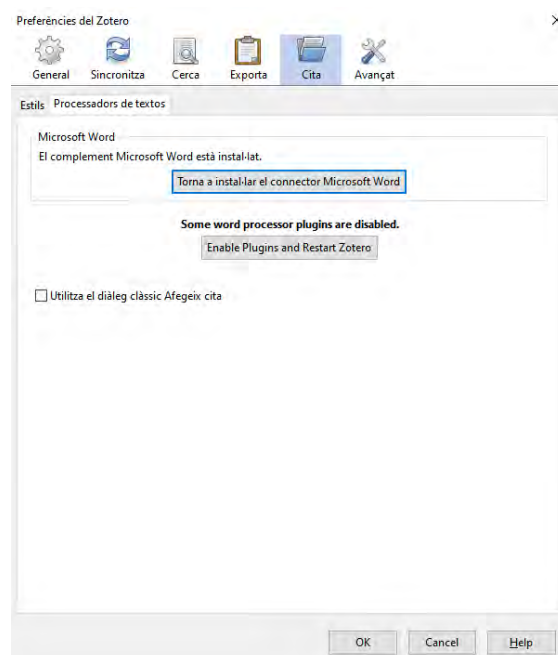 Preferències del Zotero
General Sincronitza Cerca Exporta Cita Avançat
Estils Processadors de textos
Microsoft Word
El complement Microsoft Word està instal·lat.
Torna a instal·lar el connector Microsoft Word
Some word processor plugins are disabled.
Enable Plugins and Restart Zotero
Utilitza el diàleg clàssic Afegeix cita
OK Cancel Help